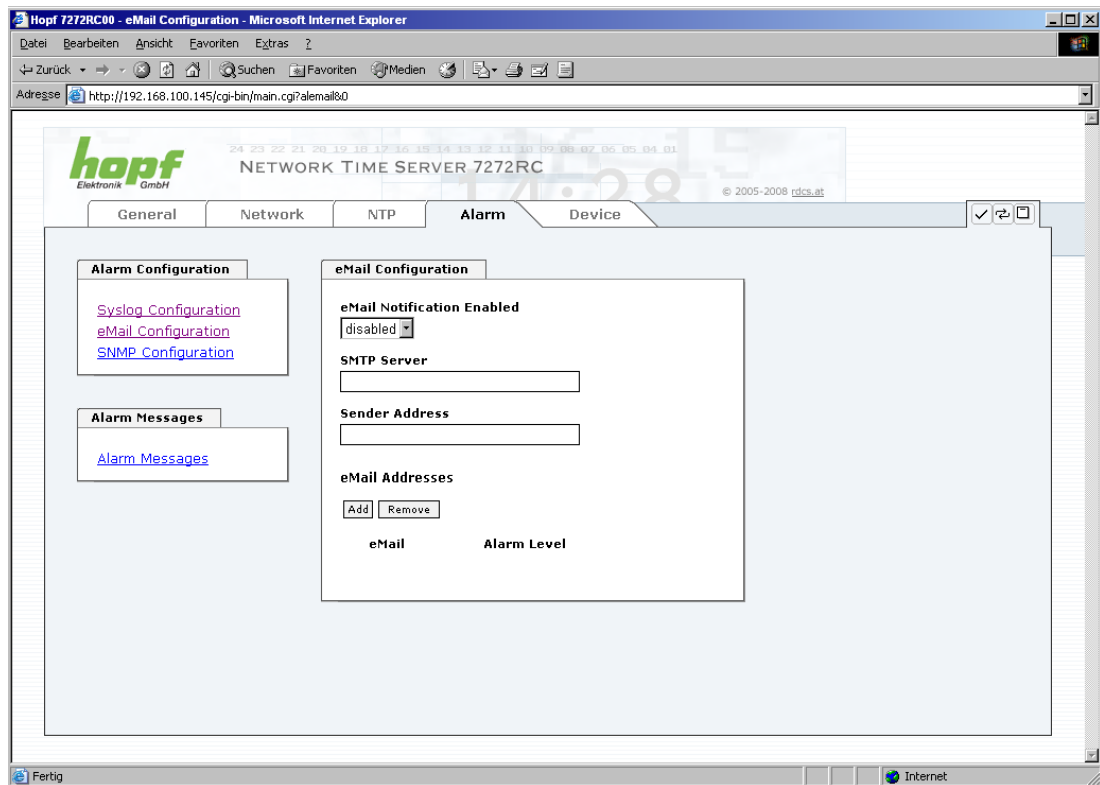 Hopf 7272RC00 - eMail Configuration - Microsoft Internet Explorer
Datei Bearbeiten Ansicht Favoriten Extras ?
Zurück Suchen Favoriten Medien
Adresse http://192.168.100.145/cgi-bin/main.cgi?alemail&0
hopf
Elektronik GmbH
24 23 22 21 20 19 18 17 16 15 14 13 12 11 10 09 08 07 06 05 04 01
NETWORK TIME SERVER 7272RC
14:28
© 2005-2008 rdcs.at
General Network NTP Alarm Device
Alarm Configuration
Syslog Configuration
eMail Configuration
SNMP Configuration
Alarm Messages
Alarm Messages
eMail Configuration
eMail Notification Enabled
disabled
SMTP Server
Sender Address
eMail Addresses
Add Remove
eMail Alarm Level
Fertig Internet